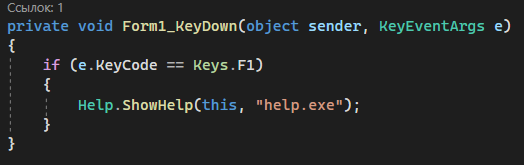 Ссылок: 1
private void Form1_KeyDown(object sender, KeyEventArgs e)
{
if (e.KeyCode == Keys.F1)
{
Help.ShowHelp(this, "help.exe");
}
}